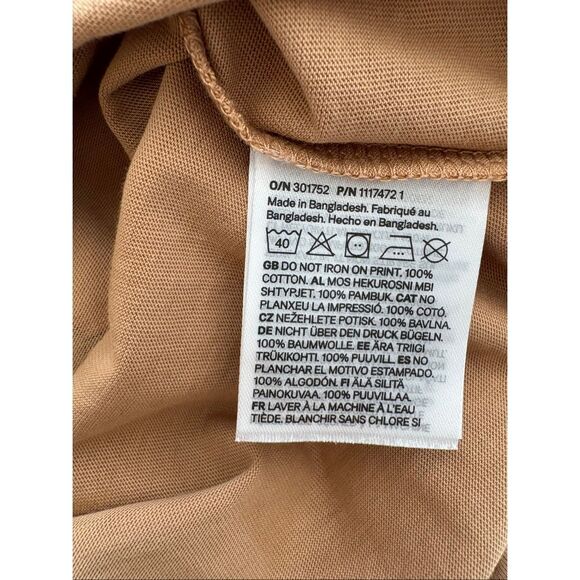 O/N 301752 P/N 1117472 1
Made in Bangladesh. Fabriqué au
Bangladesh. Hecho en Bangladesh.
40
GB DO NOT IRON ON PRINT. 100%
COTTON. AL MOS HEKUROSNI MBI
SHTYPJET. 100% PAMBUK. CAT NO
PLANXEU LA IMPRESSIÓ. 100% COTÓ.
CZ NEŽEHLETE POTISK. 100% BAVLNA.
DE NICHT ÜBER DEN DRUCK BÜGELN.
100% BAUMWOLLE. EE ÄRA TRIIGI
TRÜKIKOHTI. 100% PUUVILL. ES NO
PLANCHAR EL MOTIVO ESTAMPADO.
100% ALGODÓN. FI ÄLÄ SILITÄ
PAINOKUVAA. 100% PUUVILLAA.
FR LAVER À LA MACHINE À L'EAU
TIÈDE. BLANCHIR SANS CHLORE SI